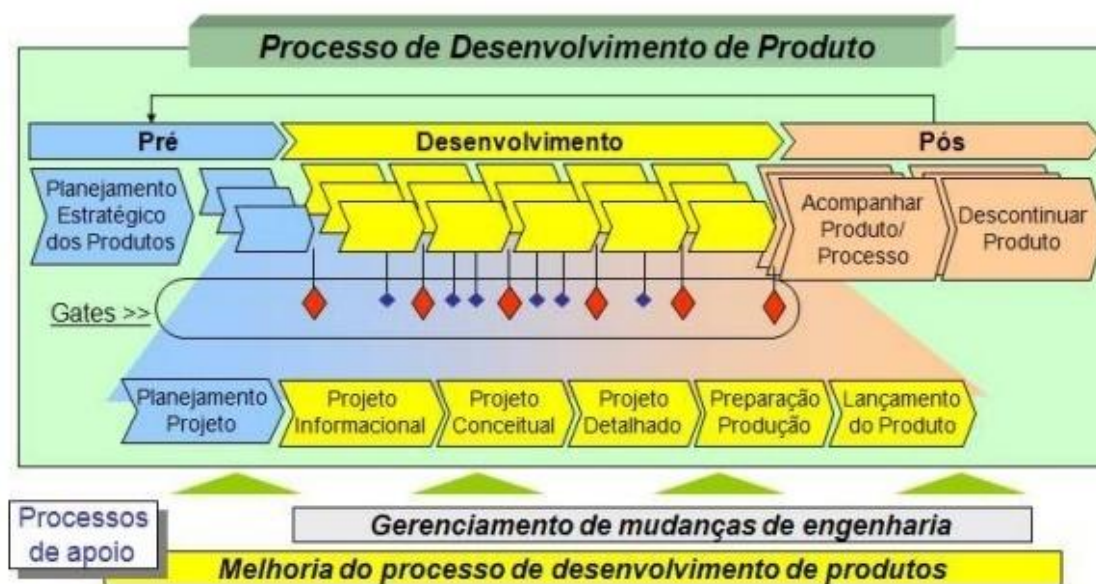 Processo de Desenvolvimento de Produto
Pré
Desenvolvimento
Pós
Planejamento
Estratégico
dos Produtos
Acompanhar
Produto/
Processo
Descontinuar
Produto
Gates >>
Planejamento
Projeto
Projeto
Informacional
Projeto
Conceitual
Projeto
Detalhado
Preparação
Produção
Lançamento
do Produto
Processos
de apoio
Gerenciamento de mudanças de engenharia
Melhoria do processo de desenvolvimento de produtos